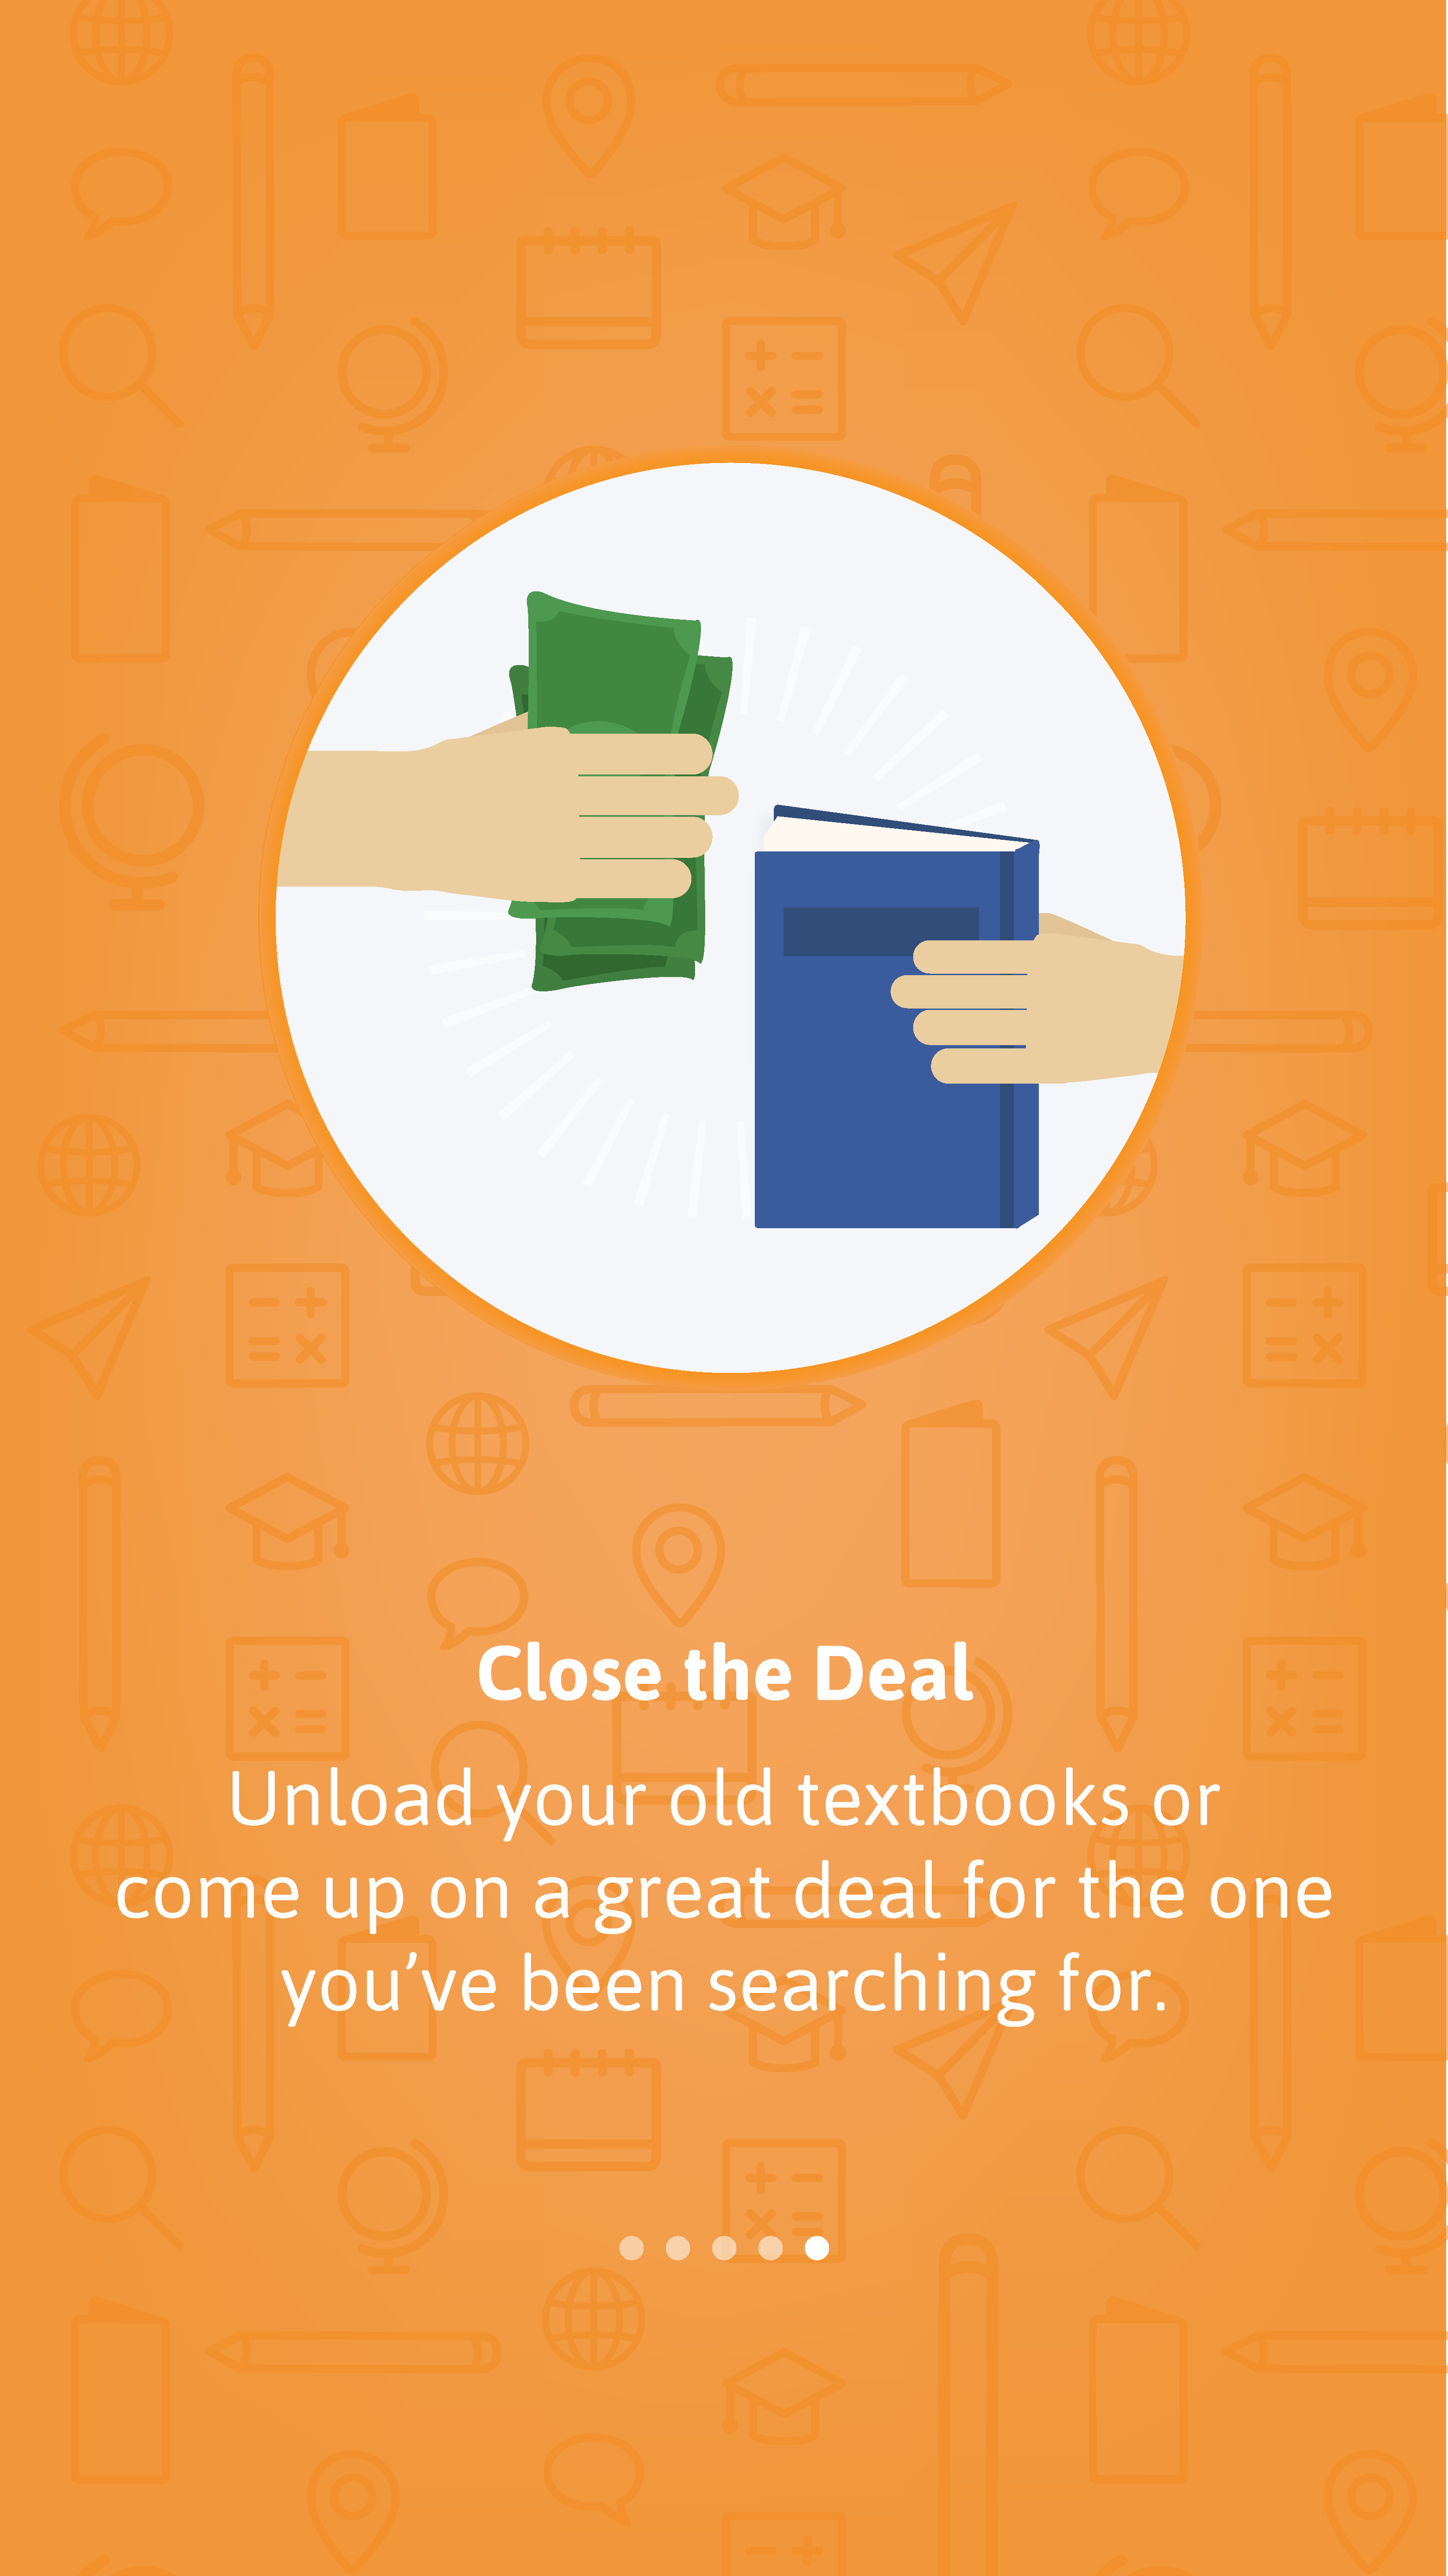 Close the Deal
Unload your old textbooks or
come up on a great deal for the one
you’ve been searching for.